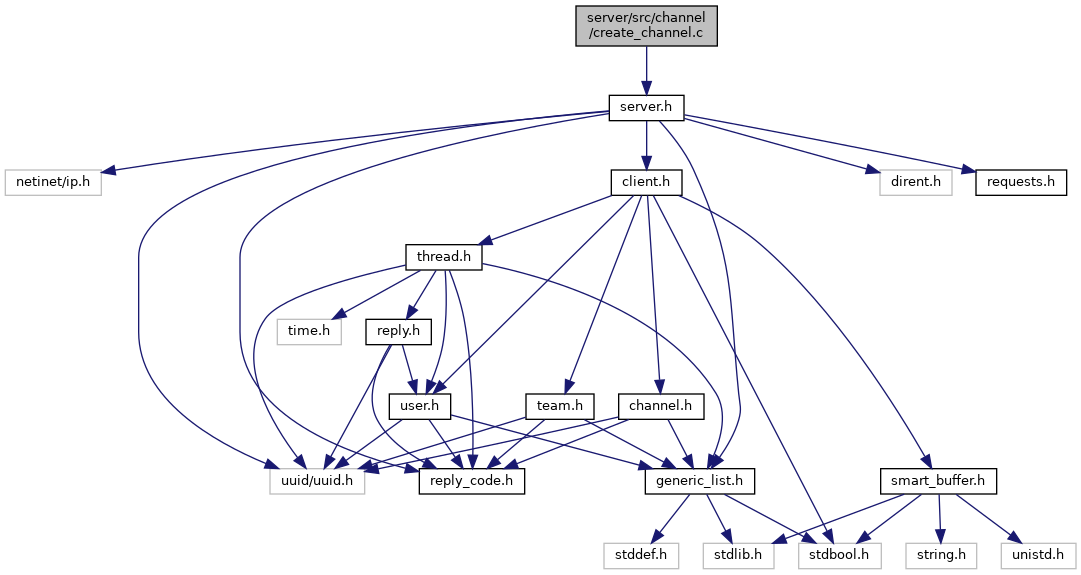 server/src/channel
/create_channel.c
server.h
netinet/ip.h
client.h
dirent.h
requests.h
thread.h
time.h
reply.h
user.h
team.h
channel.h
uuid/uuid.h
reply_code.h
generic_list.h
smart_buffer.h
stddef.h
stdlib.h
stdbool.h
string.h
unistd.h